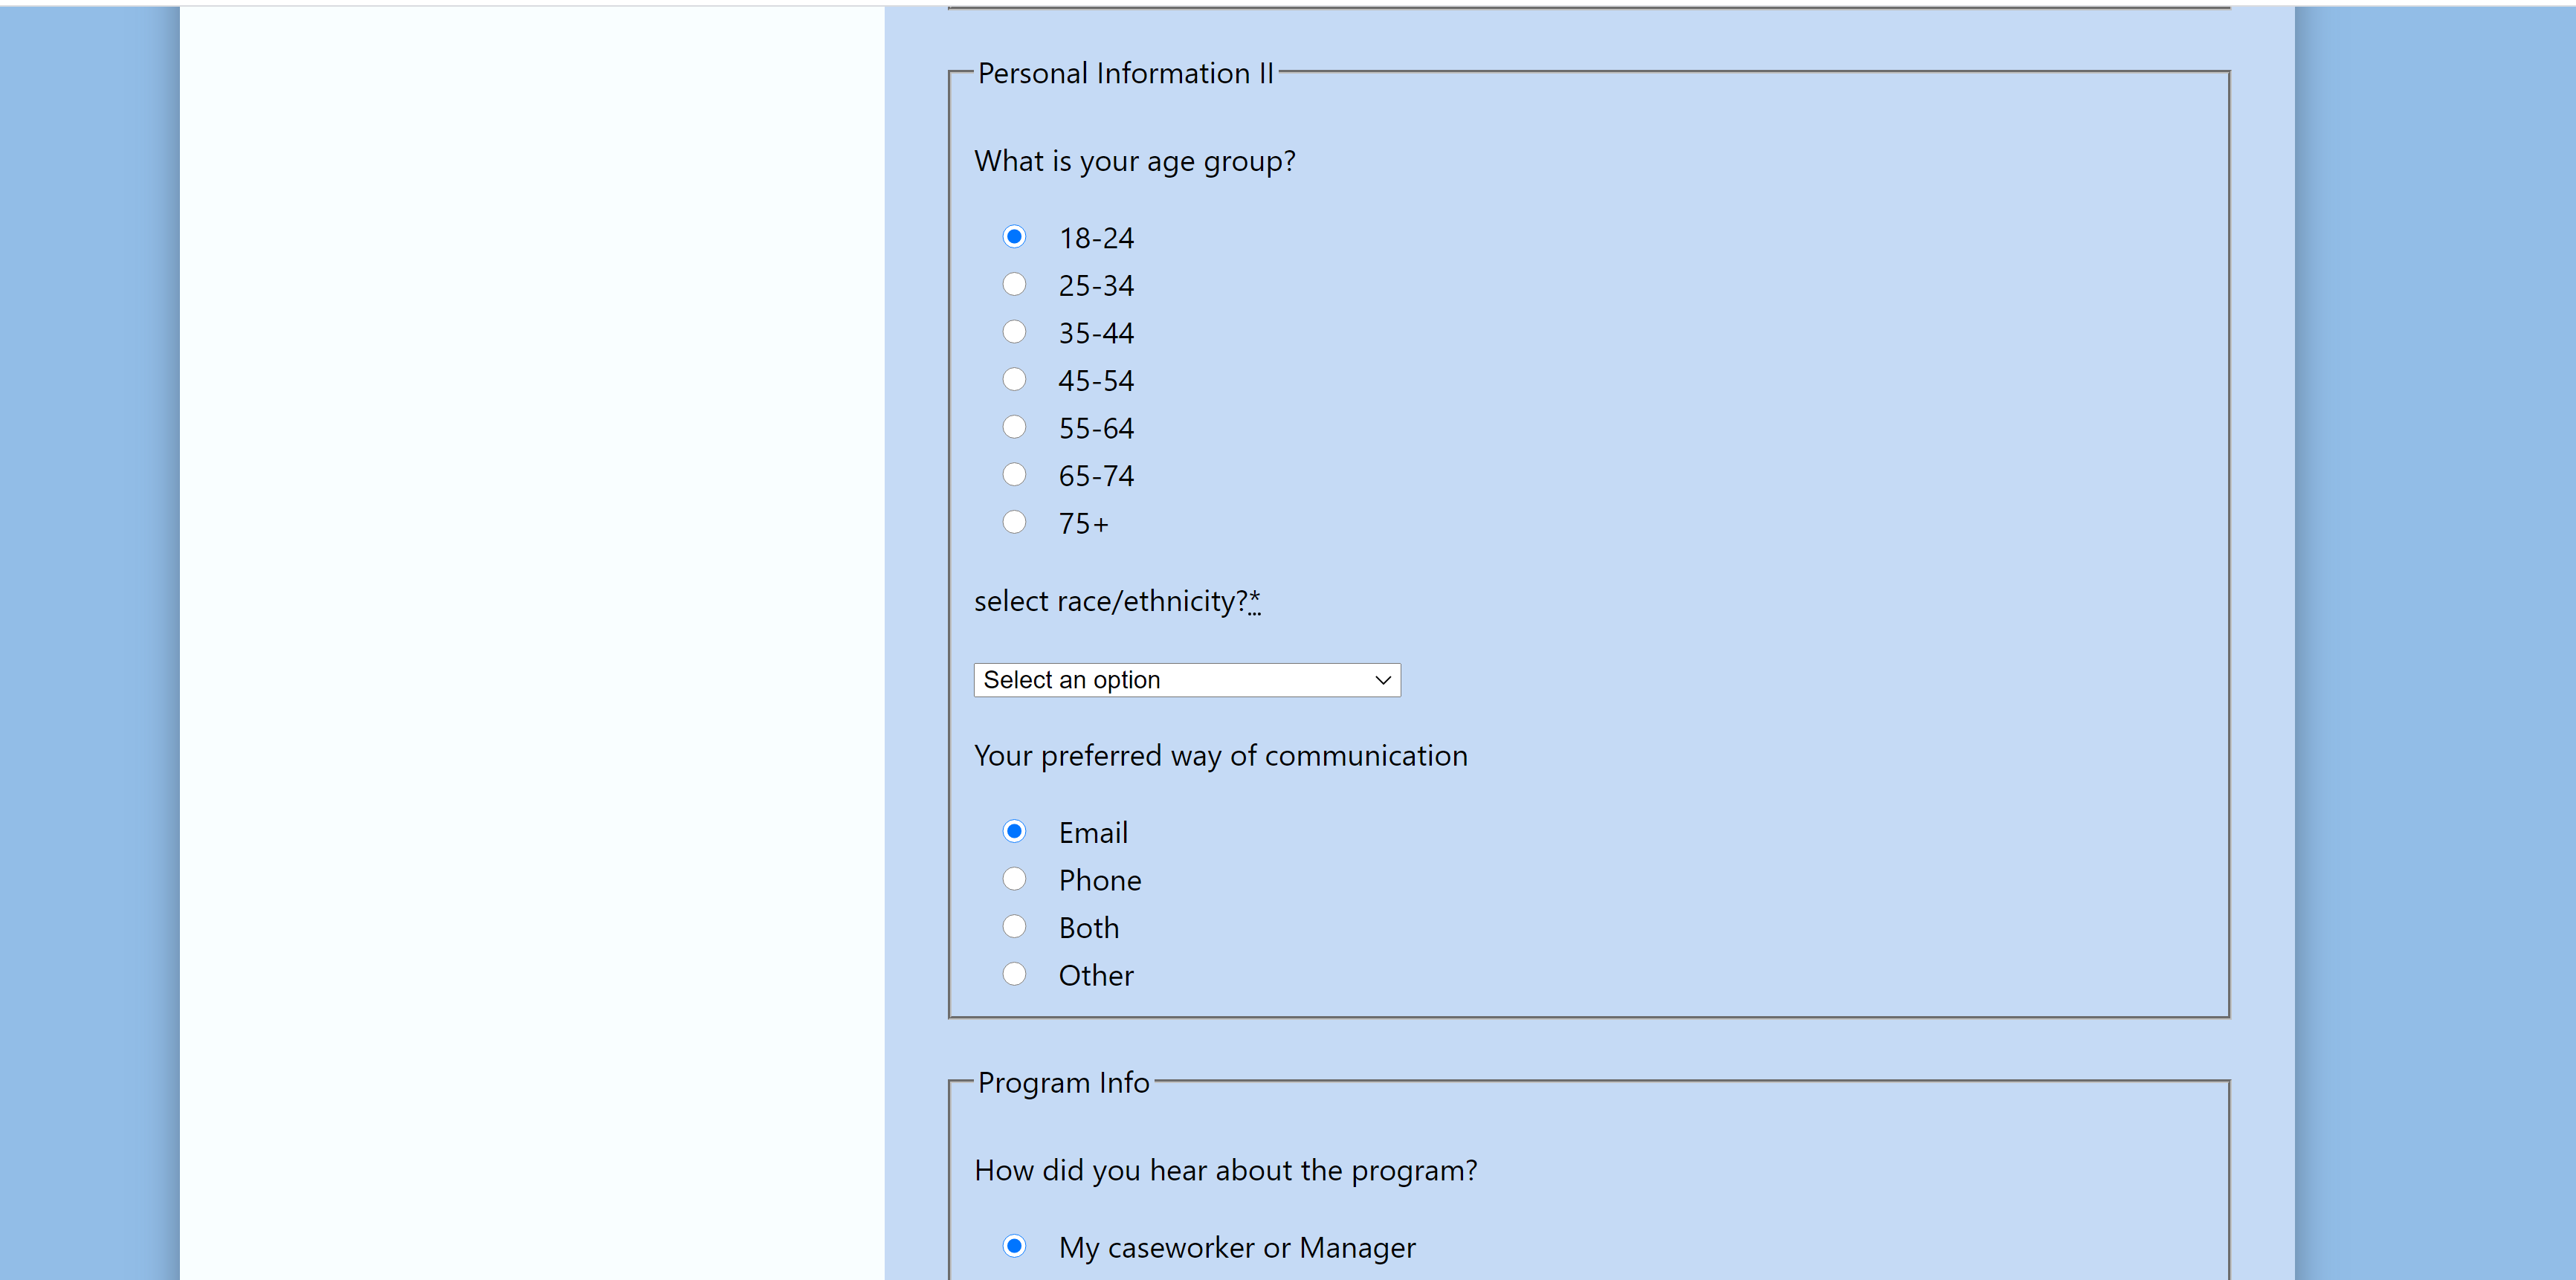 Personal Information II
What is your age group?
18-24
25-34
35-44
45-54
55-64
65-74
75+
select race/ethnicity?*
Select an option
Your preferred way of communication
Email
Phone
Both
Other
Program Info
How did you hear about the program?
My caseworker or Manager